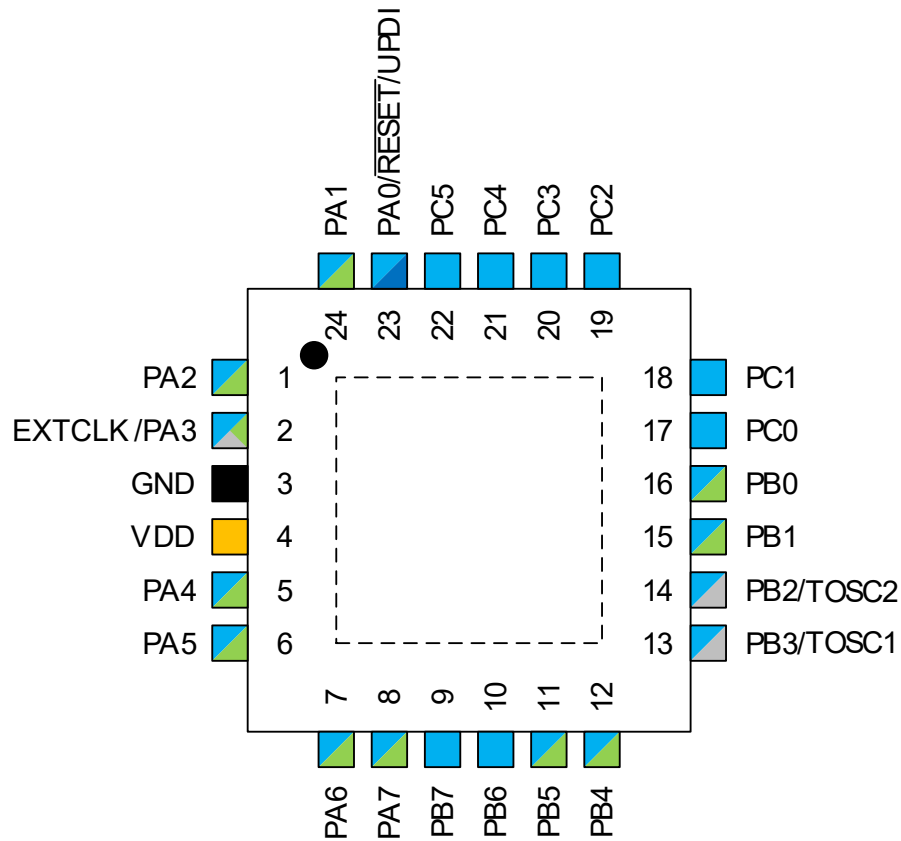 PA1
PA0/RESET/UPDI
PC5
PC4
PC3
PC2
24
23
22
21
20
19
PA2
1
EXTCLK/PA3
2
GND
3
VDD
4
PA4
5
PA5
6
18
PC1
17
PC0
16
PB0
15
PB1
14
PB2/TOSC2
13
PB3/TOSC1
7
8
9
10
11
12
PA6
PA7
PB7
PB6
PB5
PB4